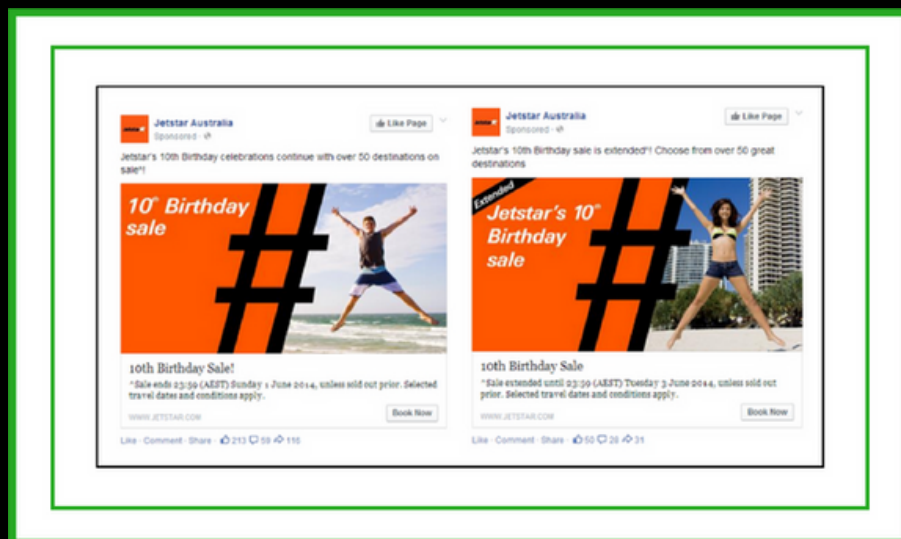 Jetstar Australia
Like Page
Sponsored ·
Jetstar's 10th Birthday celebrations continue with over 50 destinations on
sale*!
10th Birthday
sale
#
10th Birthday Sale!
*Sale ends 23:59 (AEST) Sunday 1 June 2014, unless sold out
prior. Selected
travel dates and conditions apply.
WWW.JETSTAR.COM
Book Now
Like · Comment · Share · 213 59 116
Jetstar Australia
Like Page
Sponsored ·
Jetstar's 10th Birthday sale is extended*! Choose from over 50 great
destinations
Extended
Jetstar's 10th
Birthday
sale
#
10th Birthday Sale
*Sale extended until 23:59 (AEST) Tuesday 3 June 2014, unless sold out
prior. Selected travel dates and conditions apply.
WWW.JETSTAR.COM
Book Now
Like · Comment · Share · 50 28 31